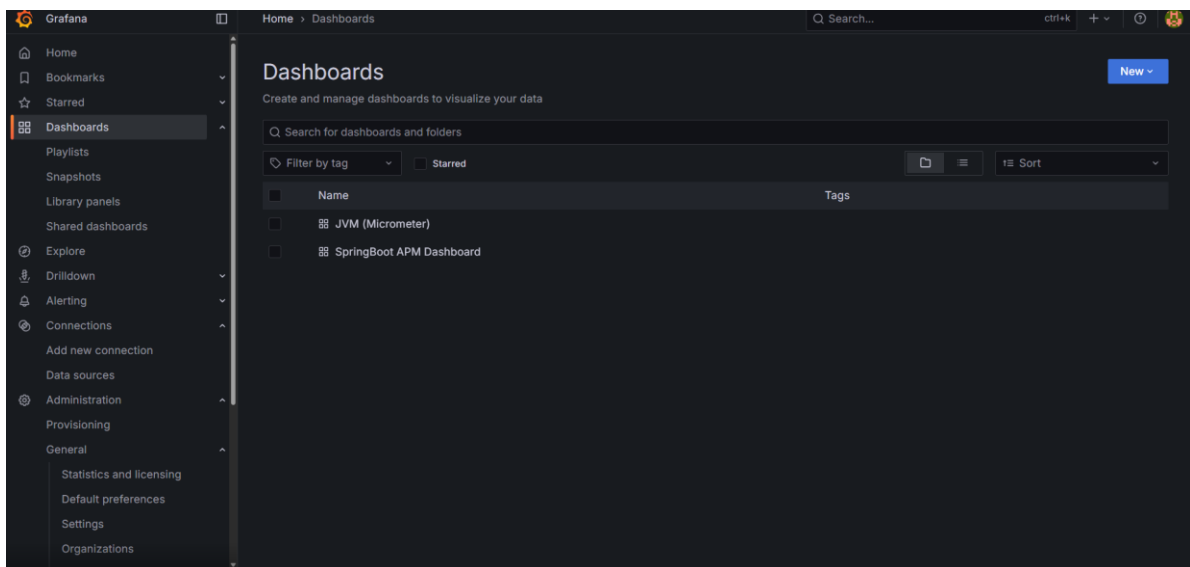 Grafana
Home › Dashboards
Search...
ctrl+k
Home
Bookmarks
Starred
Dashboards
Playlists
Snapshots
Library panels
Shared dashboards
Explore
Drilldown
Alerting
Connections
Add new connection
Data sources
Administration
Provisioning
General
Statistics and licensing
Default preferences
Settings
Organizations
Dashboards
New
Create and manage dashboards to visualize your data
Search for dashboards and folders
Filter by tag
Starred
Sort
Name Tags
JVM (Micrometer)
SpringBoot APM Dashboard